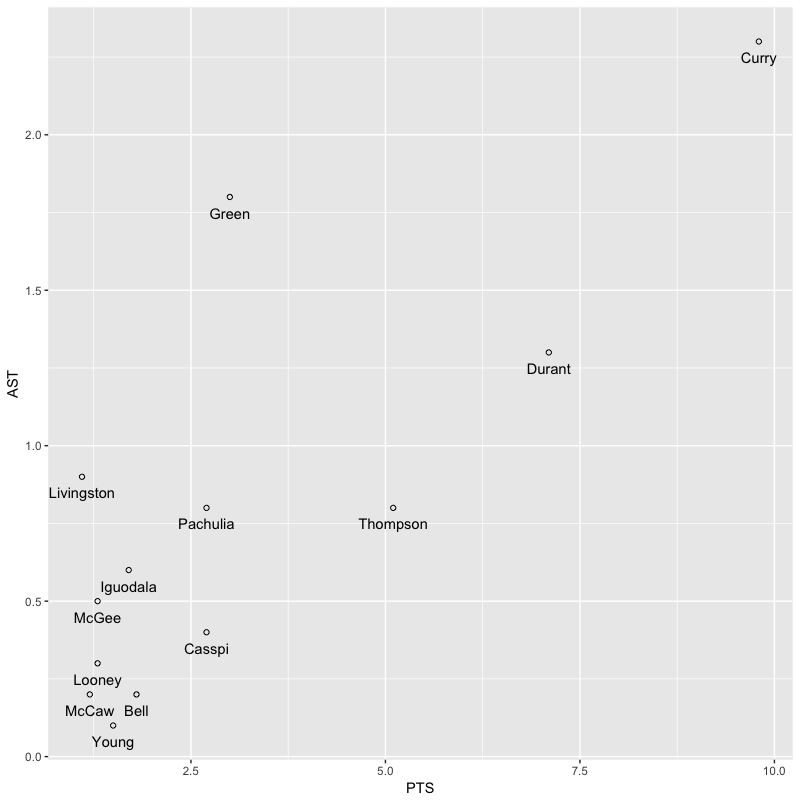 Curry
2.0
Green
1.5
Durant
AST
1.0
Livingston
Pachulia Thompson
Iguodala
0.5
McGee
Casspi
Looney
McCaw Bell
Young
0.0
2.5 5.0 7.5 10.0
PTS